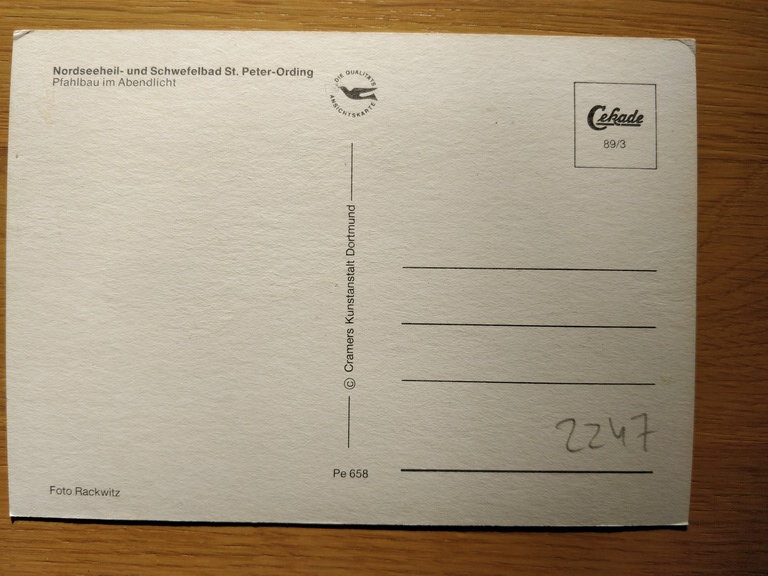 Nordseeheil- und Schwefelbad St. Peter-Ording
Pfahlbau im Abendlicht
DIE QUALITÄTS
ANSICHTSKARTE
Cekade
89/3
© Cramers Kunstanstalt Dortmund
2247
Pe 658
Foto Rackwitz